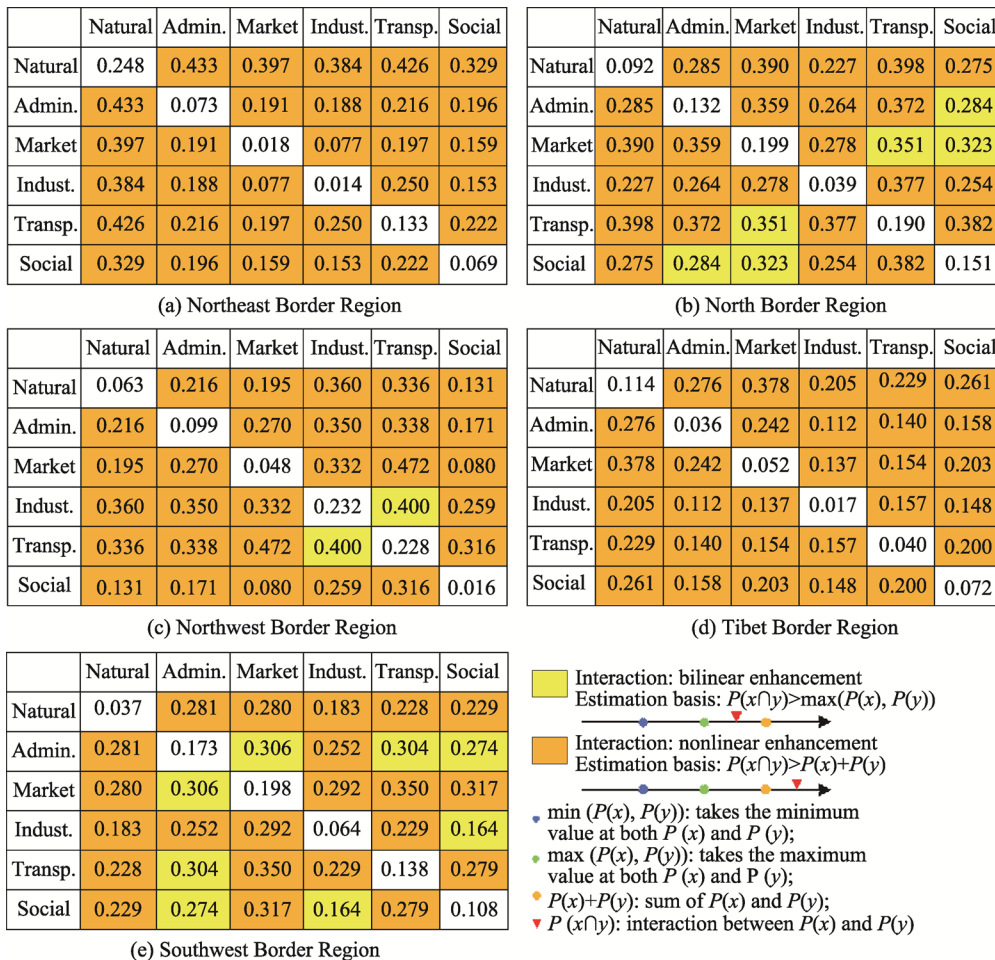 Natural Admin. Market Indust. Transp. Social
Natural 0.248 0.433 0.397 0.384 0.426 0.329
Admin. 0.433 0.073 0.191 0.188 0.216 0.196
Market 0.397 0.191 0.018 0.077 0.197 0.159
Indust. 0.384 0.188 0.077 0.014 0.250 0.153
Transp. 0.426 0.216 0.197 0.250 0.133 0.222
Social 0.329 0.196 0.159 0.153 0.222 0.069
(a) Northeast Border Region
Natural Admin. Market Indust. Transp. Social
Natural 0.092 0.285 0.390 0.227 0.398 0.275
Admin. 0.285 0.132 0.359 0.264 0.372 0.284
Market 0.390 0.359 0.199 0.278 0.351 0.323
Indust. 0.227 0.264 0.278 0.039 0.377 0.254
Transp. 0.398 0.372 0.351 0.377 0.190 0.382
Social 0.275 0.284 0.323 0.254 0.382 0.151
(b) North Border Region
Natural Admin. Market Indust. Transp. Social
Natural 0.063 0.216 0.195 0.360 0.336 0.131
Admin. 0.216 0.099 0.270 0.350 0.338 0.171
Market 0.195 0.270 0.048 0.332 0.472 0.080
Indust. 0.360 0.350 0.332 0.232 0.400 0.259
Transp. 0.336 0.338 0.472 0.400 0.228 0.316
Social 0.131 0.171 0.080 0.259 0.316 0.016
(c) Northwest Border Region
Natural Admin. Market Indust. Transp. Social
Natural 0.114 0.276 0.378 0.205 0.229 0.261
Admin. 0.276 0.036 0.242 0.112 0.140 0.158
Market 0.378 0.242 0.052 0.137 0.154 0.203
Indust. 0.205 0.112 0.137 0.017 0.157 0.148
Transp. 0.229 0.140 0.154 0.157 0.040 0.200
Social 0.261 0.158 0.203 0.148 0.200 0.072
(d) Tibet Border Region
Natural Admin. Market Indust. Transp. Social
Natural 0.037 0.281 0.280 0.183 0.228 0.229
Admin. 0.281 0.173 0.306 0.252 0.304 0.274
Market 0.280 0.306 0.198 0.292 0.350 0.317
Indust. 0.183 0.252 0.292 0.064 0.229 0.164
Transp. 0.228 0.304 0.350 0.229 0.138 0.279
Social 0.229 0.274 0.317 0.164 0.279 0.108
(e) Southwest Border Region
Interaction: bilinear enhancement
Estimation basis: P(x∩y)>max(P(x), P(y))
Interaction: nonlinear enhancement
Estimation basis: P(x∩y)>P(x)+P(y)
min (P(x), P(y)): takes the minimum
value at both P (x) and P (y);
max (P(x), P(y)): takes the maximum
value at both P (x) and P (y);
P(x)+P(y): sum of P(x) and P(y);
P (x∩y): interaction between P(x) and P(y)